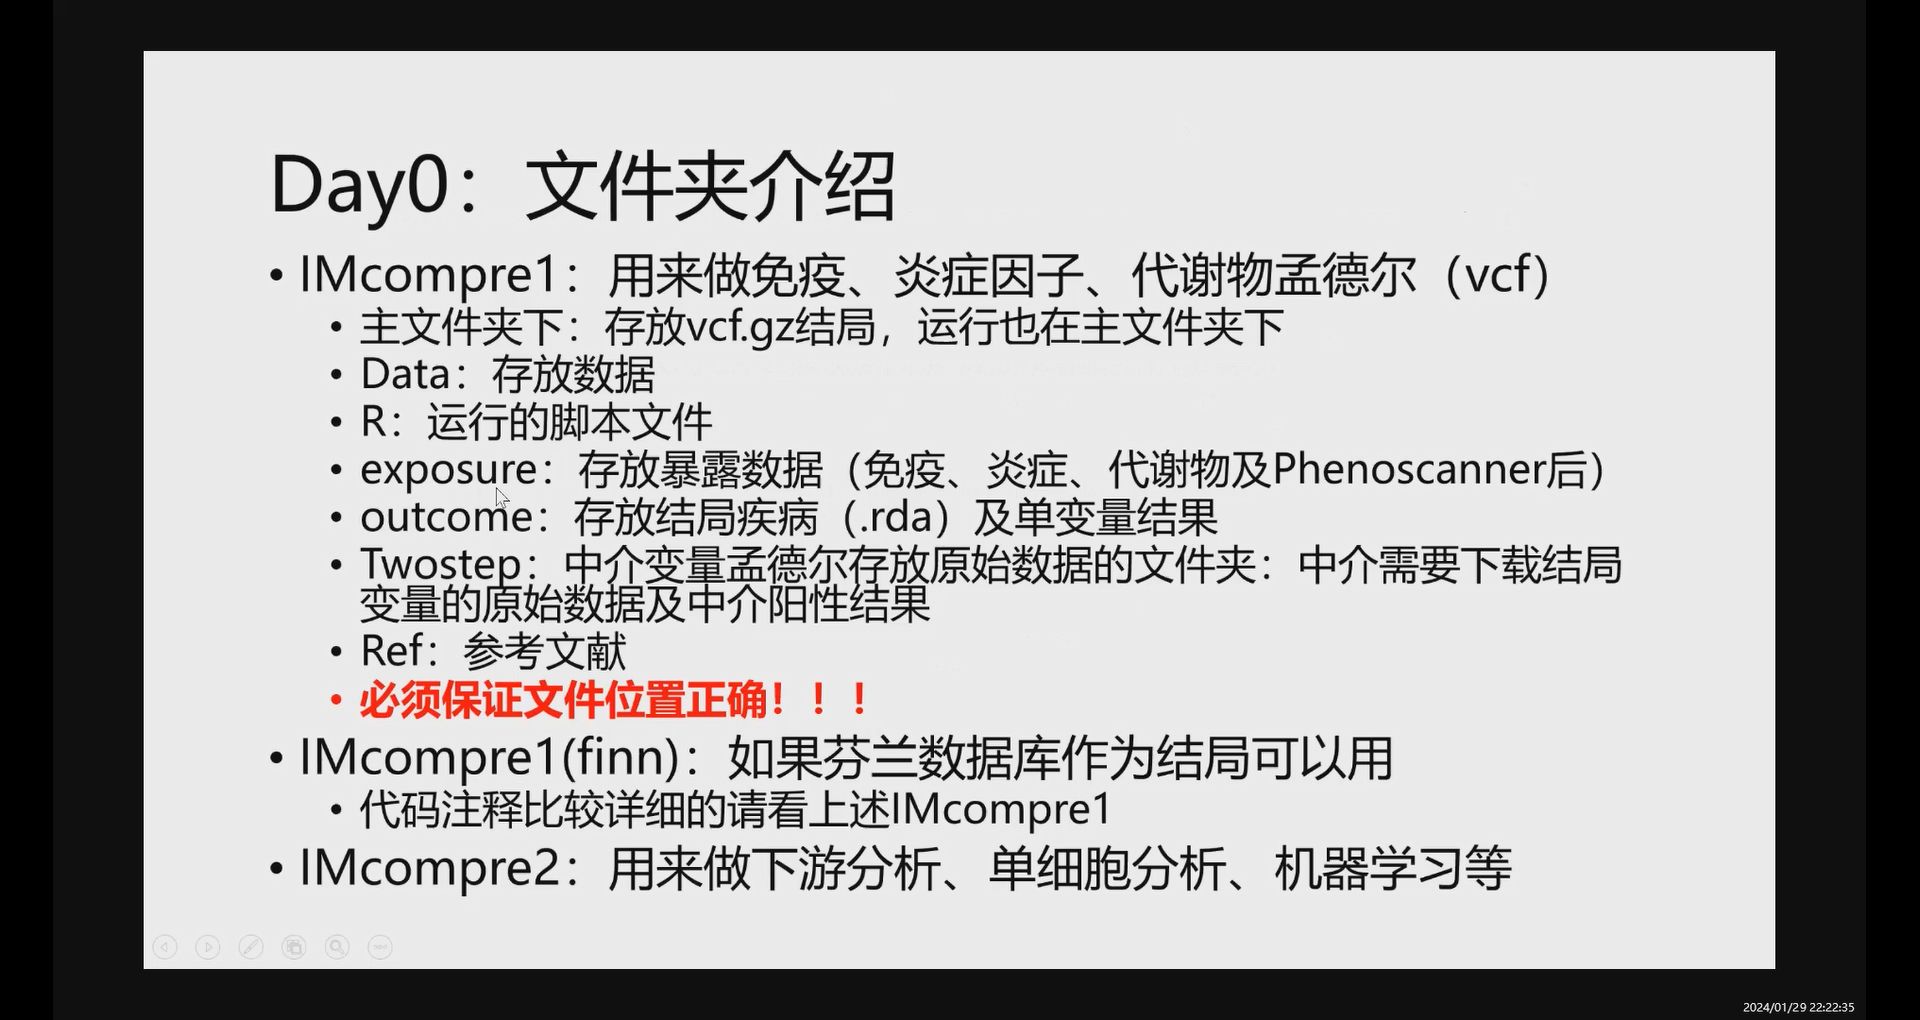 Day0：文件夹介绍
• IMcompre1：用来做免疫、炎症因子、代谢物孟德尔（vcf）
• 主文件夹下：存放vcf.gz结局，运行也在主文件夹下
• Data：存放数据
• R：运行的脚本文件
• exposure：存放暴露数据（免疫、炎症、代谢物及Phenoscanner后）
• outcome：存放结局疾病（.rda）及单变量结果
• Twostep：中介变量孟德尔存放原始数据的文件夹：中介需要下载结局
变量的原始数据及中介阳性结果
• Ref：参考文献
• 必须保证文件位置正确！！！
• IMcompre1(finn)：如果芬兰数据库作为结局可以用
• 代码注释比较详细的请看上述IMcompre1
• IMcompre2：用来做下游分析、单细胞分析、机器学习等
2024/01/29 22:22:35